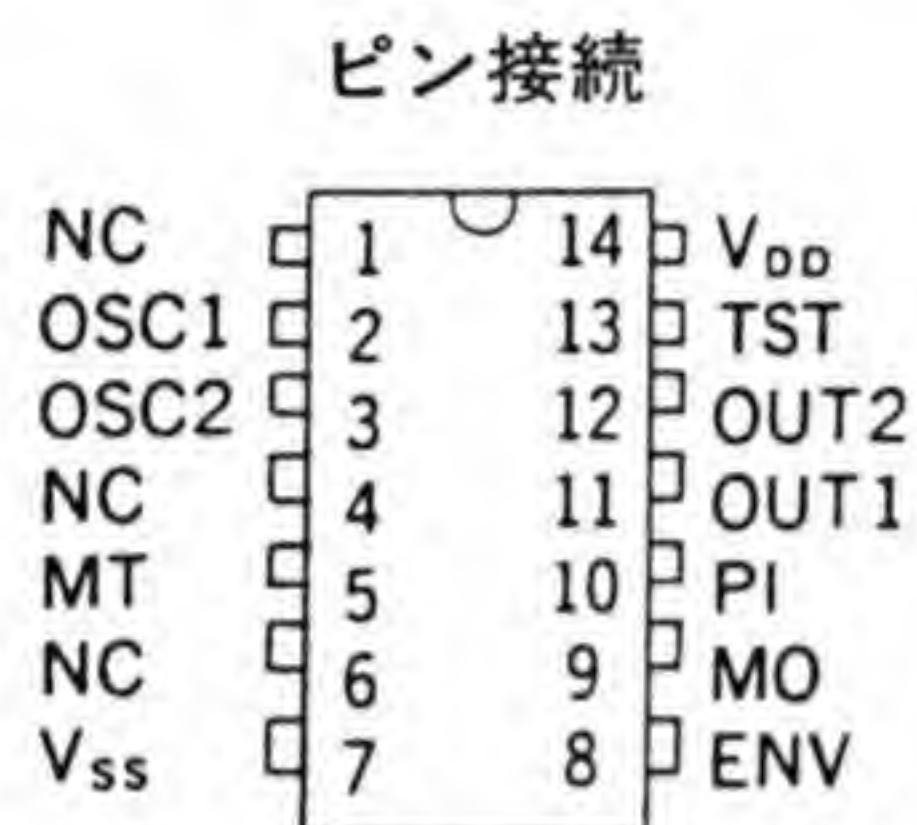 ピン接続
NC 1 14 VDD
OSC1 2 13 TST
OSC2 3 12 OUT2
NC 4 11 OUT1
MT 5 10 PI
NC 6 9 MO
VSS 7 8 ENV